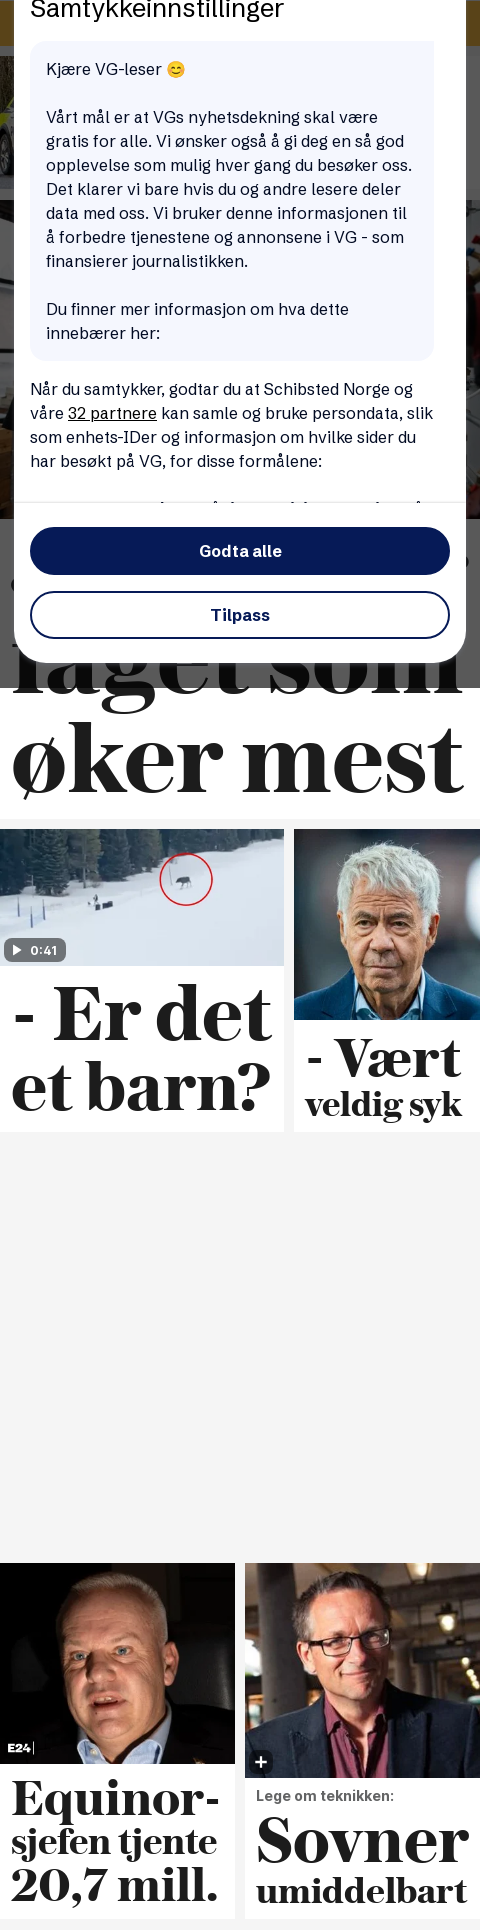 Samtykkeinnstillinger
Kjære VG-leser 😊
Vårt mål er at VGs nyhetsdekning skal være
gratis for alle. Vi ønsker også å gi deg en så god
opplevelse som mulig hver gang du besøker oss.
Det klarer vi bare hvis du og andre lesere deler
data med oss. Vi bruker denne informasjonen til
å forbedre tjenestene og annonsene i VG - som
finansierer journalistikken.
Du finner mer informasjon om hva dette
innebærer her:
Når du samtykker, godtar du at Schibsted Norge og
våre 32 partnere kan samle og bruke persondata, slik
som enhets-IDer og informasjon om hvilke sider du
har besøkt på VG, for disse formålene:
Godta alle
Tilpass
laget som
øker mest
0:41
- Er det
et barn?
- Vært
veldig syk
E24
Equinor-
sjefen tjente
20,7 mill.
Lege om teknikken:
Sovner
umiddelbart